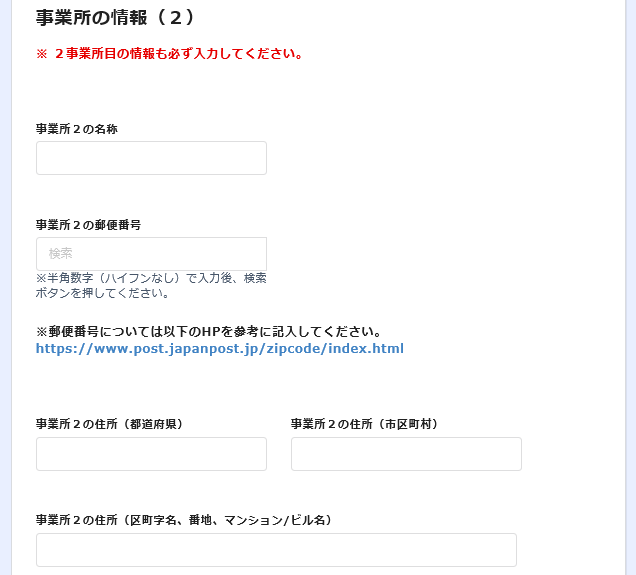 事業所の情報（２）
※ ２事業所目の情報も必ず入力してください。
事業所２の名称
事業所２の郵便番号
検索
※半角数字（ハイフンなし）で入力後、検索
ボタンを押してください。
※郵便番号については以下のHPを参考に記入してください。
https://www.post.japanpost.jp/zipcode/index.html
事業所２の住所（都道府県）
事業所２の住所（市区町村）
事業所２の住所（区町字名、番地、マンション/ビル名）